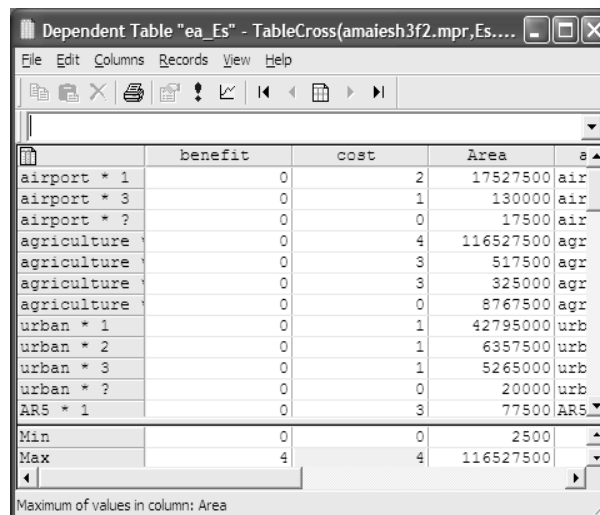 Dependent Table "ea_Es" - TableCross(amaiesh3f2.mpr,Es....
File Edit Columns Records View Help
benefit cost Area a
airport * 1 0 2 17527500 air
airport * 3 0 1 130000 air
airport * ? 0 0 17500 air
agriculture * 0 4 116527500 agr
agriculture * 0 3 517500 agr
agriculture * 0 3 325000 agr
agriculture * 0 0 8767500 agr
urban * 1 0 1 42795000 urb
urban * 2 0 1 6357500 urb
urban * 3 0 1 5265000 urb
urban * ? 0 0 20000 urb
AR5 * 1 0 3 77500 AR5
Min 0 0 2500
Max 4 4 116527500
Maximum of values in column: Area